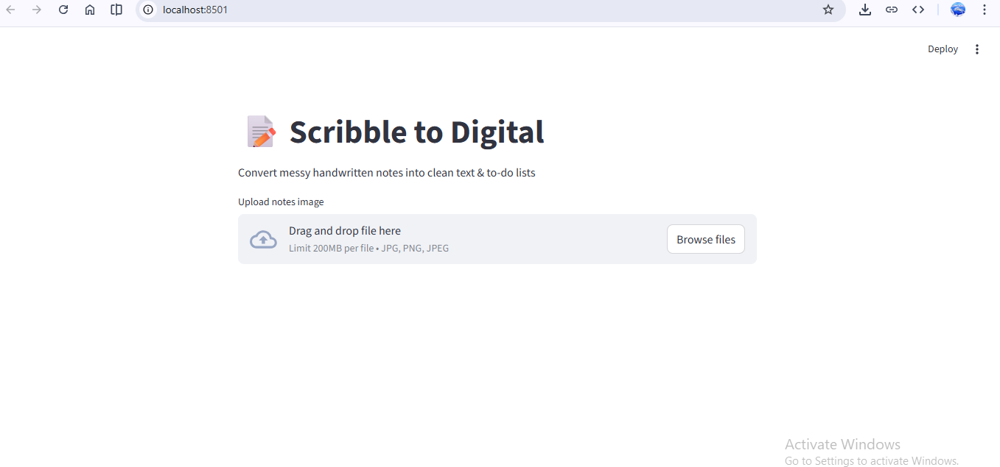 localhost:8501
Deploy
Scribble to Digital
Convert messy handwritten notes into clean text & to-do lists
Upload notes image
Drag and drop file here
Limit 200MB per file • JPG, PNG, JPEG
Browse files
Activate Windows
Go to Settings to activate Windows.